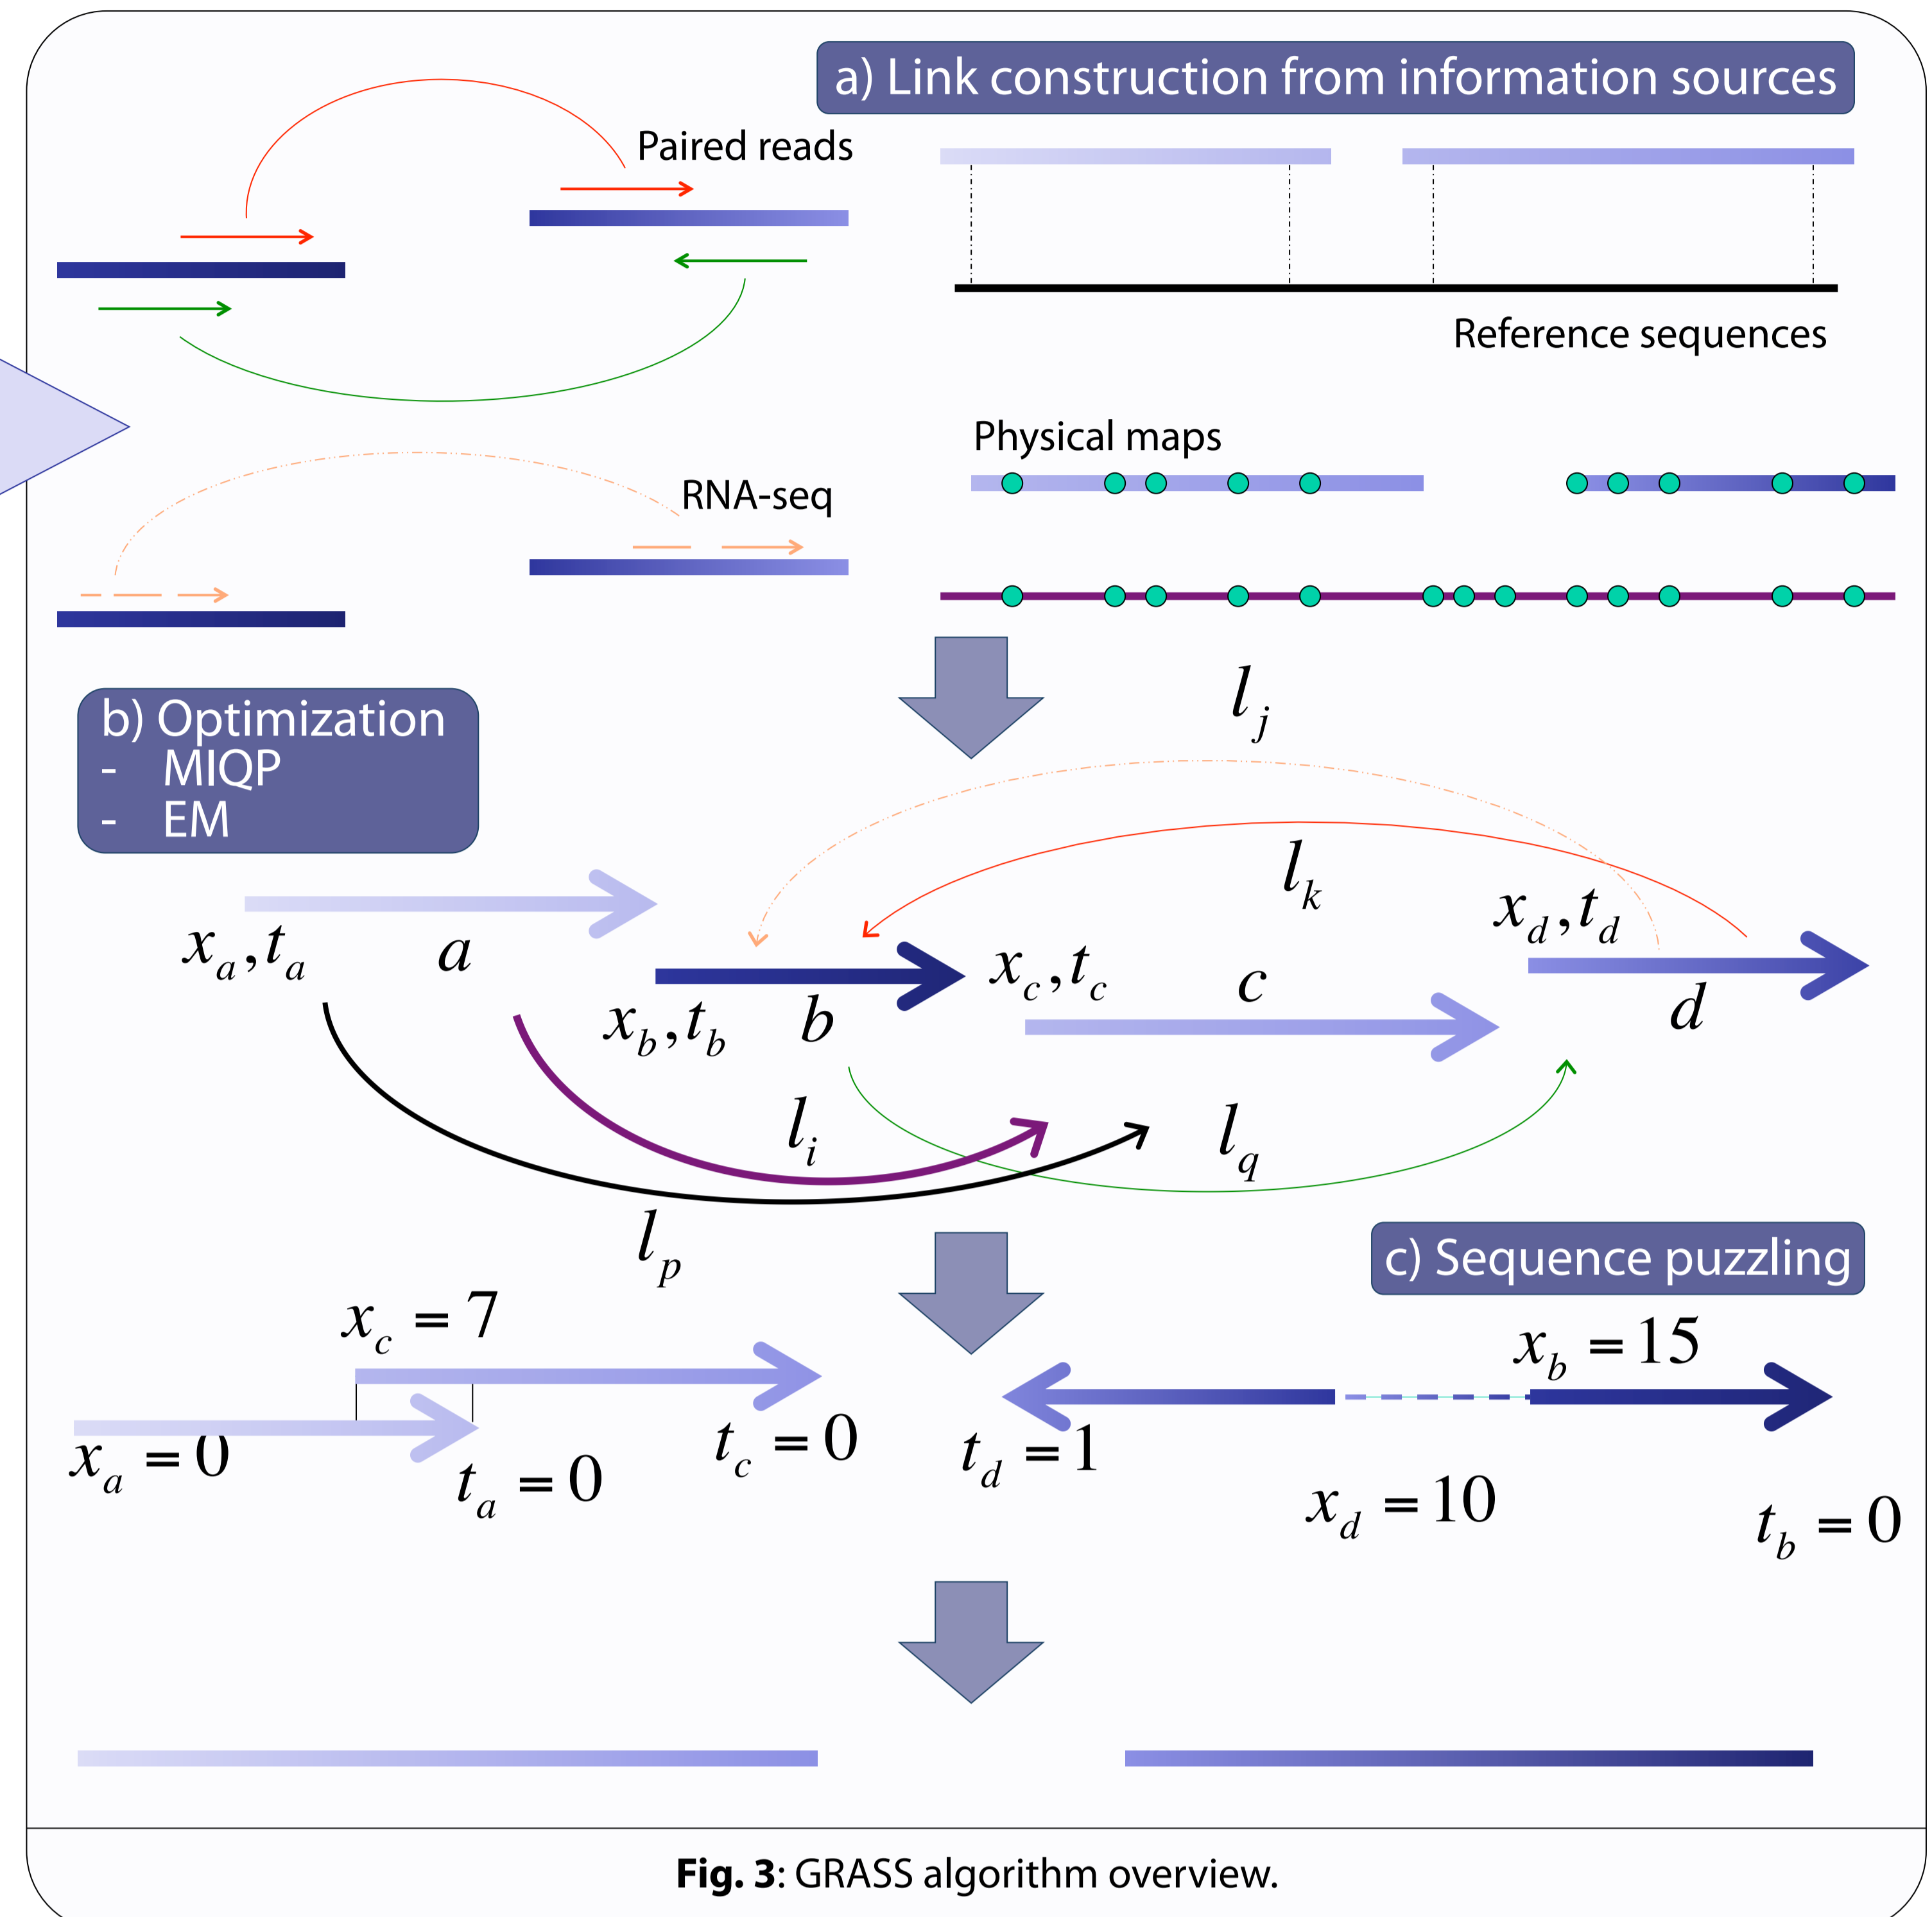 a) Link construction from information sources
Paired reads
Reference sequences
Physical maps
RNA-seq
b) Optimization
- MIQP
- EM
l_j
l_k
x_a, t_a
a
x_b, t_b
b
x_c, t_c
c
x_d, t_d
d
l_i
l_q
l_p
c) Sequence puzzling
x_c = 7
x_b = 15
x_a = 0
t_a = 0
t_c = 0
t_d = 1
x_d = 10
t_b = 0
Fig. 3: GRASS algorithm overview.